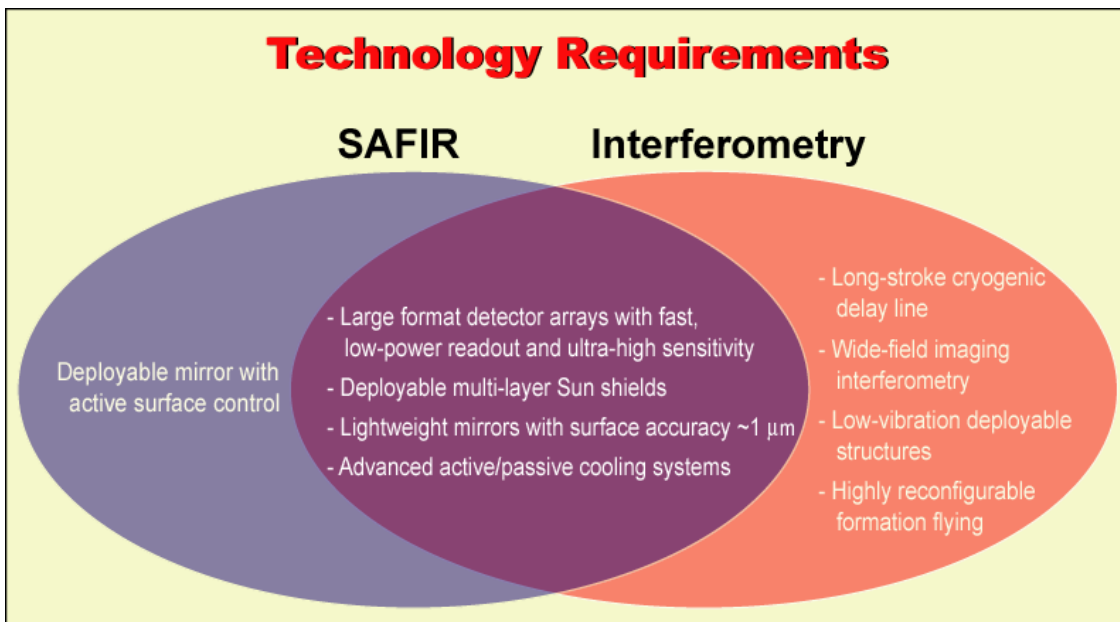 Technology Requirements
SAFIR
Interferometry
Deployable mirror with
active surface control
- Large format detector arrays with fast,
low-power readout and ultra-high sensitivity
- Deployable multi-layer Sun shields
- Lightweight mirrors with surface accuracy ~1 μm
- Advanced active/passive cooling systems
- Long-stroke cryogenic
delay line
- Wide-field imaging
interferometry
- Low-vibration deployable
structures
- Highly reconfigurable
formation flying